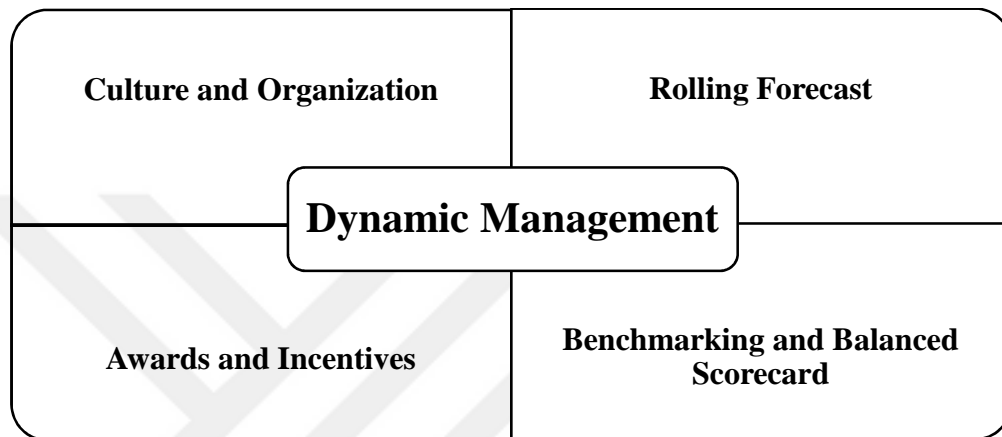 Culture and Organization
Rolling Forecast
Dynamic Management
Awards and Incentives
Benchmarking and Balanced
Scorecard